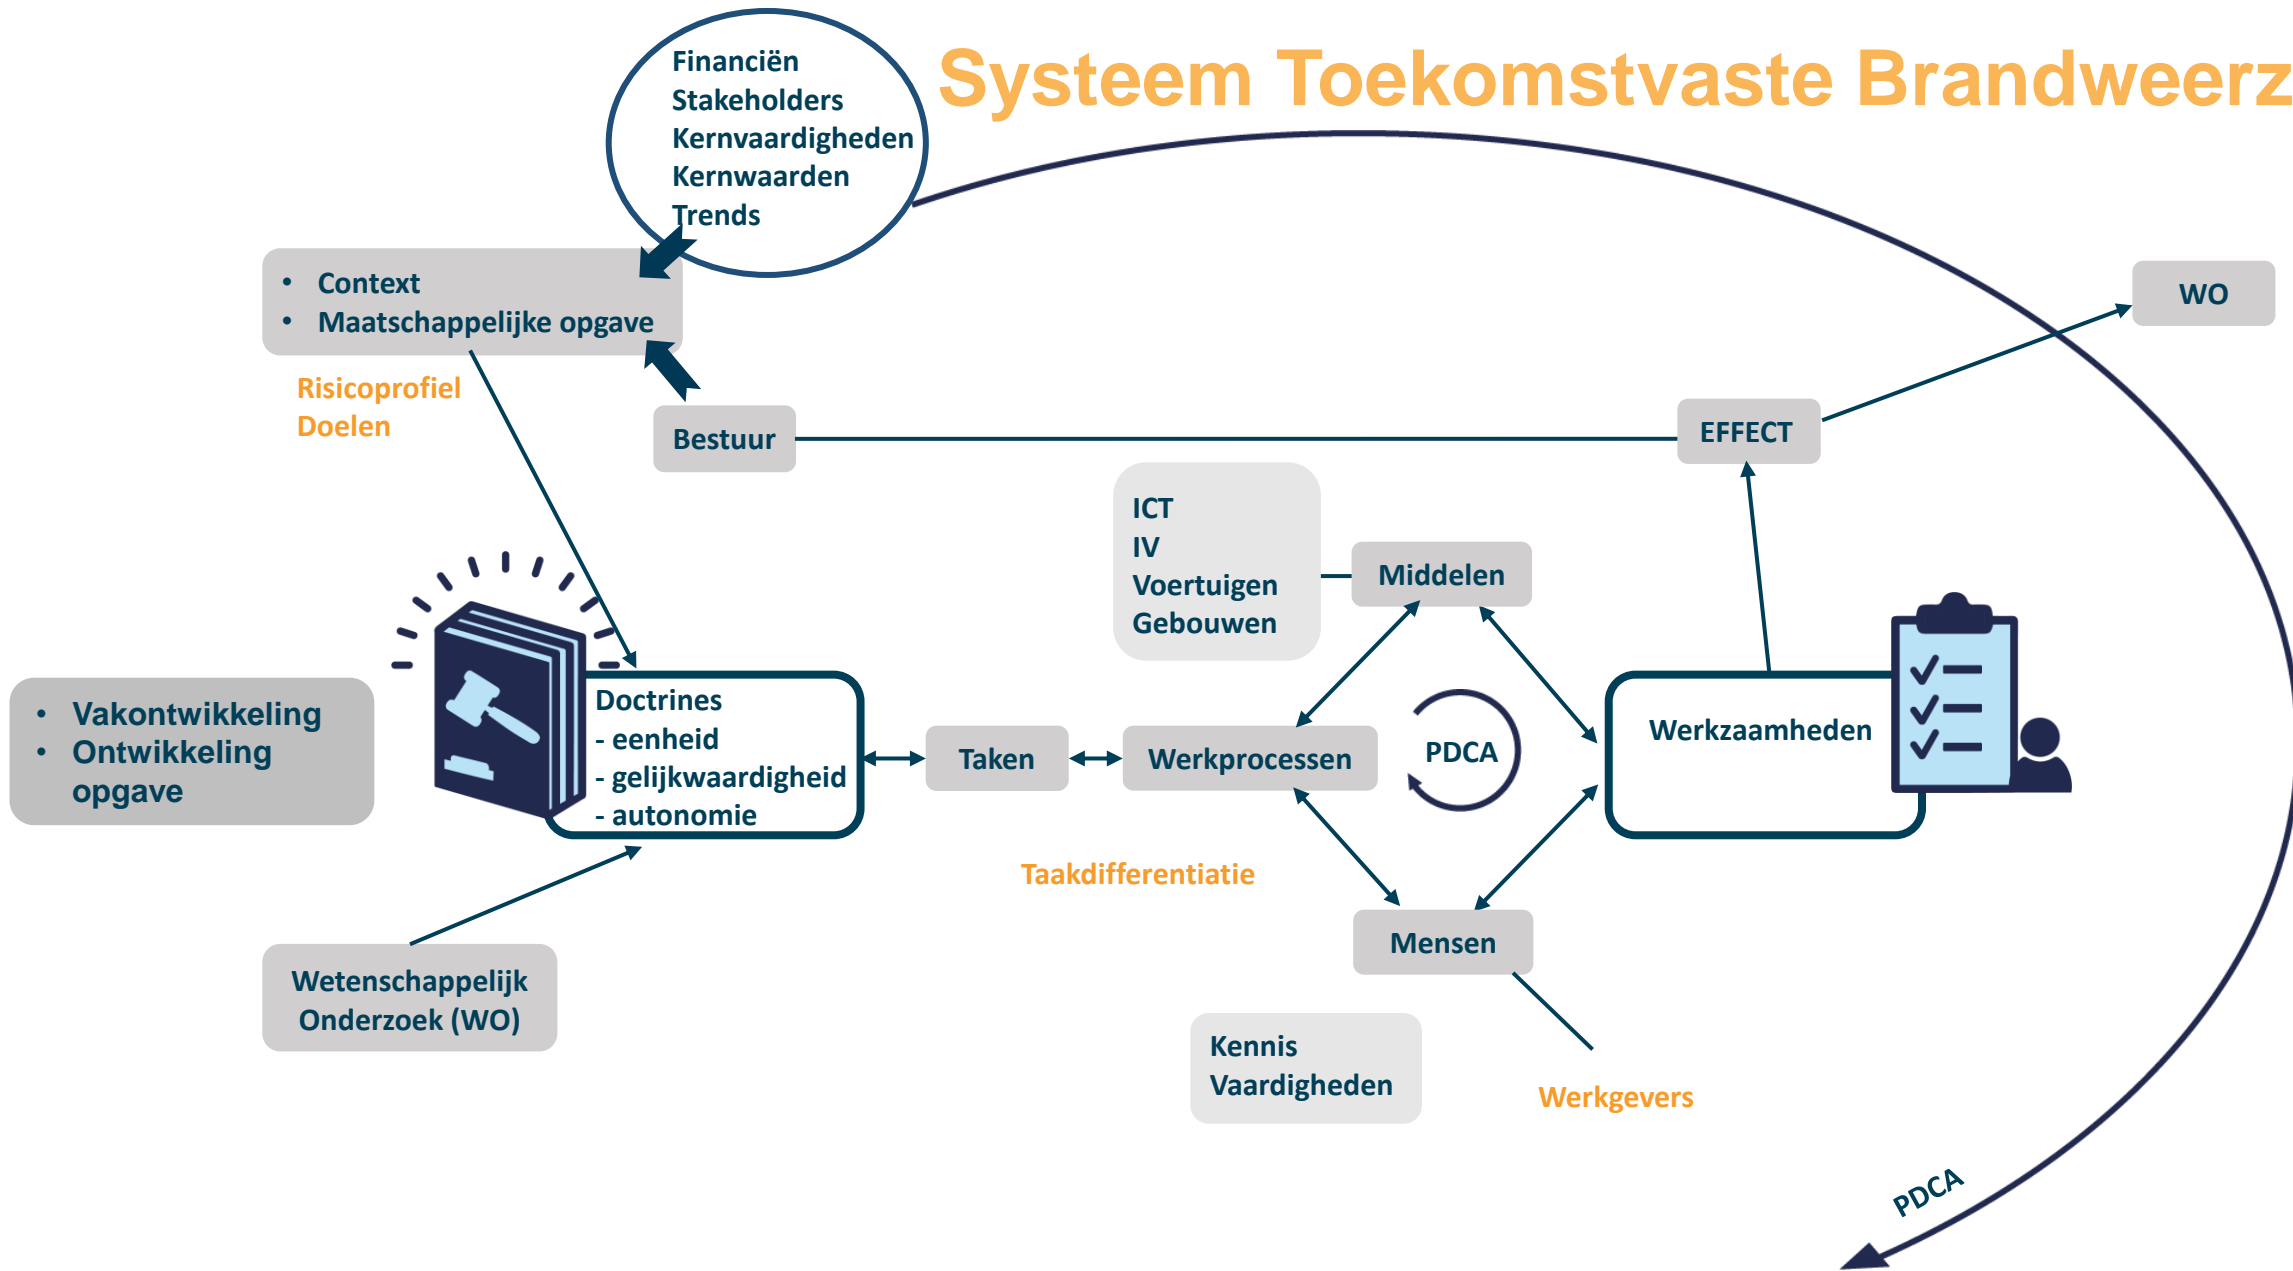 Systeem Toekomstvaste Brandweerz
Financiën
Stakeholders
Kernvaardigheden
Kernwaarden
Trends
• Context
• Maatschappelijke opgave
Risicoprofiel
Doelen
WO
Bestuur
EFFECT
ICT
IV
Voertuigen
Gebouwen
Middelen
• Vakontwikkeling
• Ontwikkeling
opgave
Doctrines
- eenheid
- gelijkwaardigheid
- autonomie
Taken
Werkprocessen
PDCA
Werkzaamheden
Taakdifferentiatie
Mensen
Wetenschappelijk
Onderzoek (WO)
Kennis
Vaardigheden
Werkgevers
PDCA